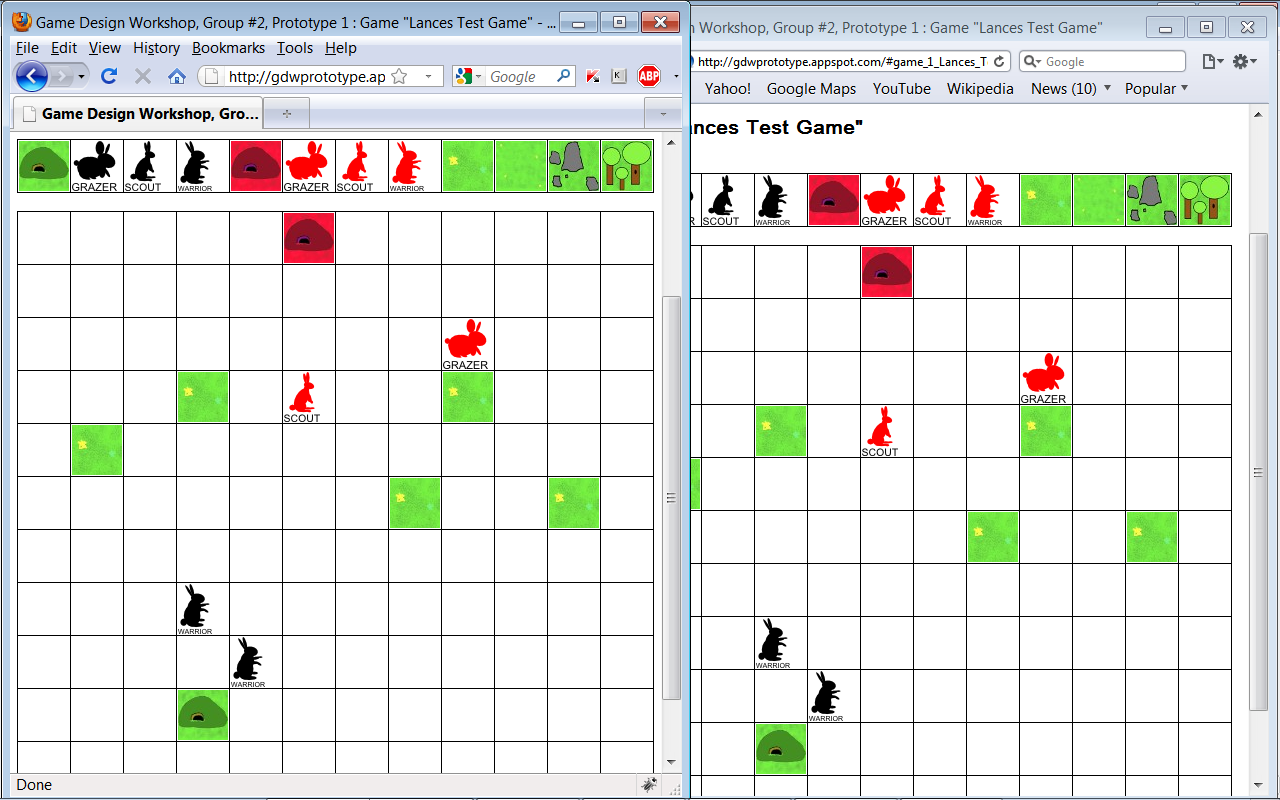 Game Design Workshop, Group #2, Prototype 1 : Game "Lances Test Game" - ...
File Edit View History Bookmarks Tools Help
http://gdwprototype.ap
Google
K
ABP
Game Design Workshop, Gro...
GRAZER SCOUT WARRIOR GRAZER SCOUT WARRIOR
GRAZER
SCOUT
WARRIOR
WARRIOR
Done
n Workshop, Group #2, Prototype 1 : Game "Lances Test Game"
http://gdwprototype.appspot.com/#game_1_Lances_T
Google
Yahoo! Google Maps YouTube Wikipedia News (10) Popular
nces Test Game"
R SCOUT WARRIOR GRAZER SCOUT WARRIOR
GRAZER
SCOUT
WARRIOR
WARRIOR